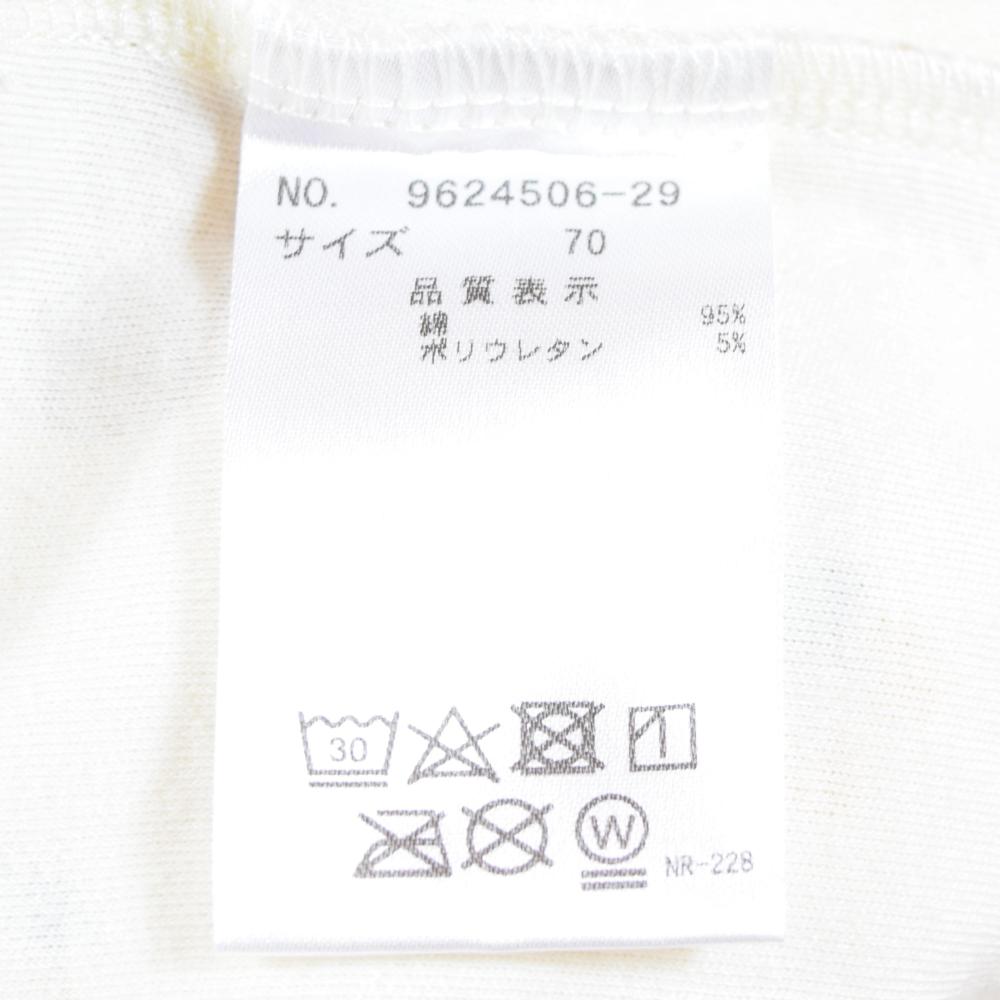 NO. 9624506-29
サイズ 70
品質表示
綿 95%
ポリウレタン 5%
30
W
NR-228